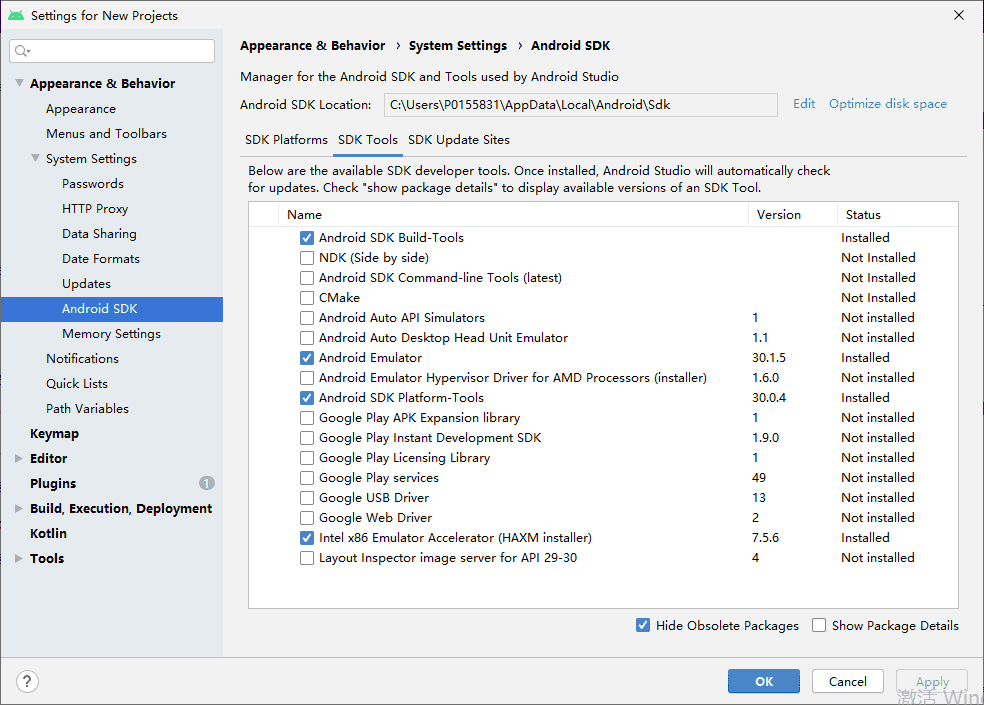 Settings for New Projects
Appearance & Behavior
Appearance
Menus and Toolbars
System Settings
Passwords
HTTP Proxy
Data Sharing
Date Formats
Updates
Android SDK
Memory Settings
Notifications
Quick Lists
Path Variables
Keymap
Editor
Plugins 1
Build, Execution, Deployment
Kotlin
Tools
Appearance & Behavior › System Settings › Android SDK
Manager for the Android SDK and Tools used by Android Studio
Android SDK Location: C:\Users\P0155831\AppData\Local\Android\Sdk Edit Optimize disk space
SDK Platforms SDK Tools SDK Update Sites
Below are the available SDK developer tools. Once installed, Android Studio will automatically check
for updates. Check "show package details" to display available versions of an SDK Tool.
Name Version Status
Android SDK Build-Tools Installed
NDK (Side by side) Not Installed
Android SDK Command-line Tools (latest) Not Installed
CMake Not Installed
Android Auto API Simulators 1 Not installed
Android Auto Desktop Head Unit Emulator 1.1 Not installed
Android Emulator 30.1.5 Installed
Android Emulator Hypervisor Driver for AMD Processors (installer) 1.6.0 Not installed
Android SDK Platform-Tools 30.0.4 Installed
Google Play APK Expansion library 1 Not installed
Google Play Instant Development SDK 1.9.0 Not installed
Google Play Licensing Library 1 Not installed
Google Play services 49 Not installed
Google USB Driver 13 Not installed
Google Web Driver 2 Not installed
Intel x86 Emulator Accelerator (HAXM installer) 7.5.6 Installed
Layout Inspector image server for API 29-30 4 Not installed
Hide Obsolete Packages Show Package Details
? OK Cancel Apply
激活 Wind